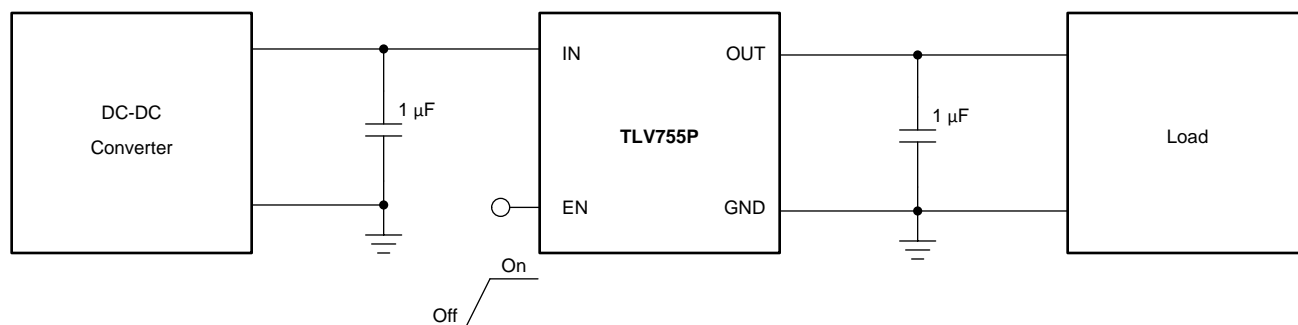 DC-DC
Converter
1 µF
IN
OUT
TLV755P
EN
GND
1 µF
Load
On
Off